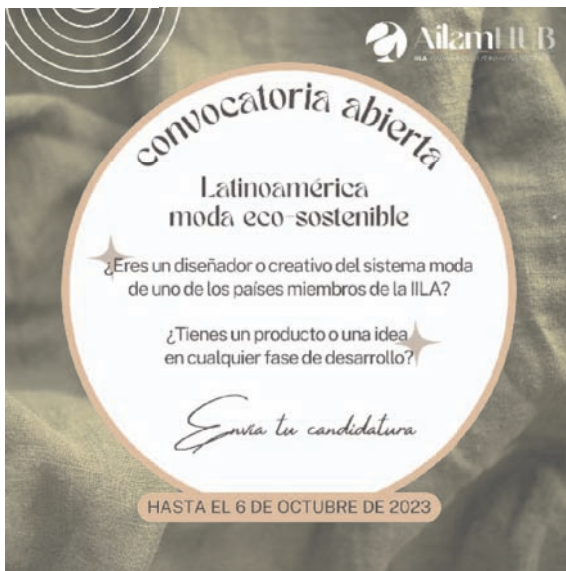 AilamHUB
convocatoria abierta
Latinoamérica
moda eco-sostenible
¿Eres un diseñador o creativo del sistema moda
de uno de los países miembros de la IILA?
¿Tienes un producto o una idea
en cualquier fase de desarrollo?
Envía tu candidatura
HASTA EL 6 DE OCTUBRE DE 2023